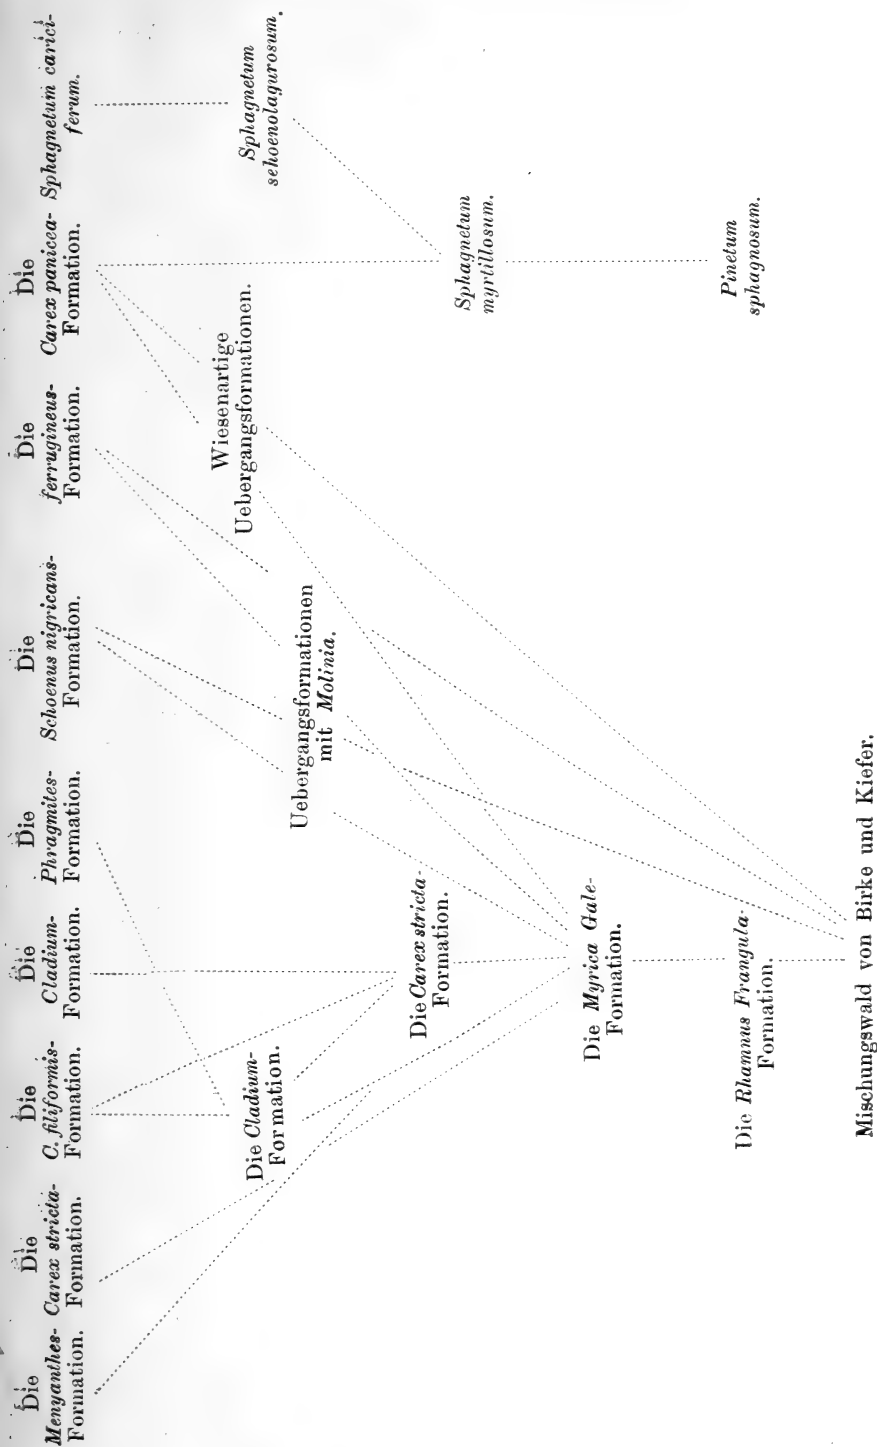 Die
Menyanthes-
Formation.
Die
Carex stricta-
Formation.
Die
C. filiformis-
Formation.
Die
Cladium-
Formation.
Die
Phragmites-
Formation.
Die
Schoenus nigricans-
Formation.
Die
ferrugineus-
Formation.
Die
Carex panicea-
Formation.
Sphagnetum carici-
ferum.
Die Cladium-
Formation.
Uebergangsformationen
mit Molinia.
Wiesenartige
Uebergangsformationen.
Sphagnetum
schoenolagurosum.
Die Carex stricta-
Formation.
Sphagnetum
myrtillosum.
Die Myrica Gale-
Formation.
Die Rhamnus Frangula-
Formation.
Pinetum
sphagnosum.
Mischungswald von Birke und Kiefer.